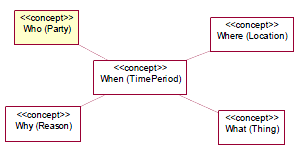 <<concept>>
Who (Party)
<<concept>>
Where (Location)
<<concept>>
When (TimePeriod)
<<concept>>
Why (Reason)
<<concept>>
What (Thing)